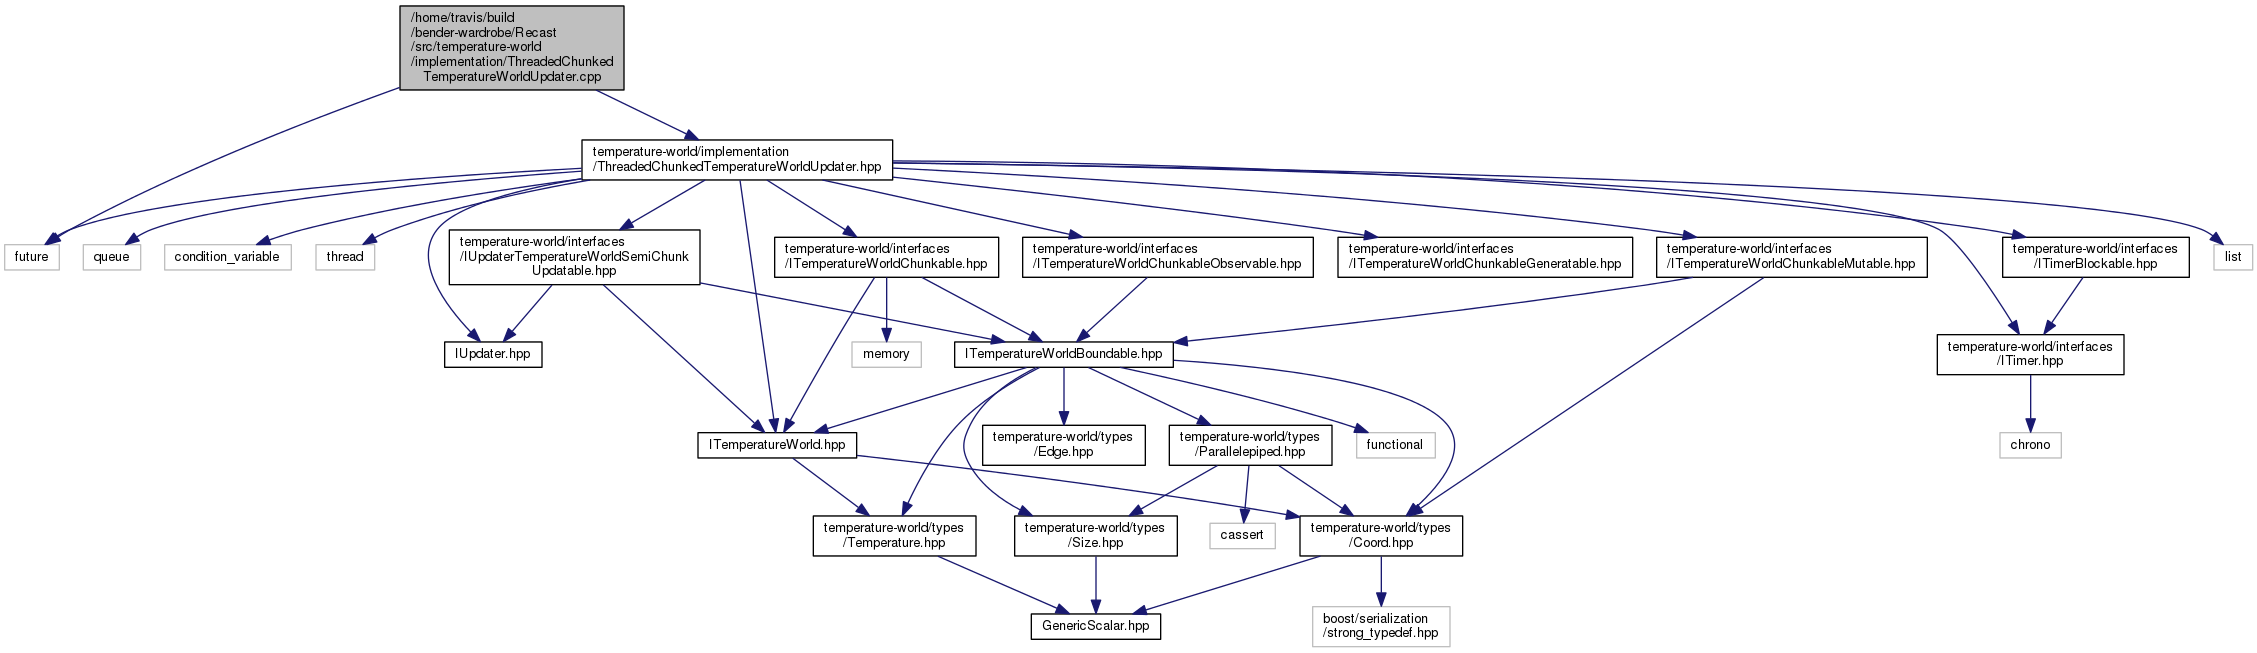 /home/travis/build
/bender-wardrobe/Recast
/src/temperature-world
/implementation/ThreadedChunked
TemperatureWorldUpdater.cpp
temperature-world/implementation
/ThreadedChunkedTemperatureWorldUpdater.hpp
future
queue
condition_variable
thread
temperature-world/interfaces
/IUpdaterTemperatureWorldSemiChunk
Updatable.hpp
temperature-world/interfaces
/ITemperatureWorldChunkable.hpp
temperature-world/interfaces
/ITemperatureWorldChunkableObservable.hpp
temperature-world/interfaces
/ITemperatureWorldChunkableGeneratable.hpp
temperature-world/interfaces
/ITemperatureWorldChunkableMutable.hpp
temperature-world/interfaces
/ITimerBlockable.hpp
list
IUpdater.hpp
memory
ITemperatureWorldBoundable.hpp
temperature-world/interfaces
/ITimer.hpp
ITemperatureWorld.hpp
temperature-world/types
/Edge.hpp
temperature-world/types
/Parallelepiped.hpp
functional
chrono
temperature-world/types
/Temperature.hpp
temperature-world/types
/Size.hpp
cassert
temperature-world/types
/Coord.hpp
GenericScalar.hpp
boost/serialization
/strong_typedef.hpp